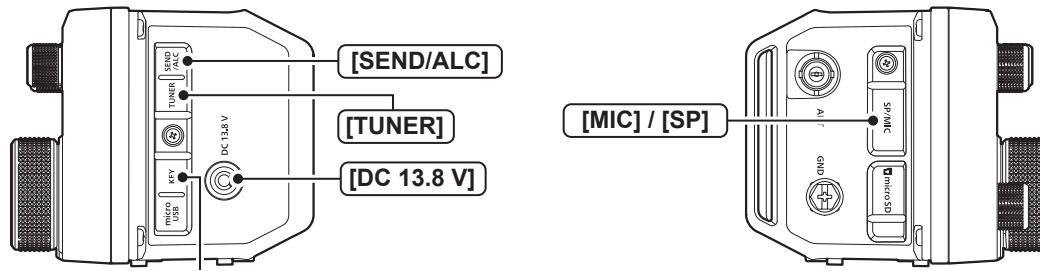 SEND
/ALC
TUNER
KEY
micro
USB
DC 13.8 V
[SEND/ALC]
[TUNER]
[DC 13.8 V]
[MIC] / [SP]
SP/MIC
GND
micro SD